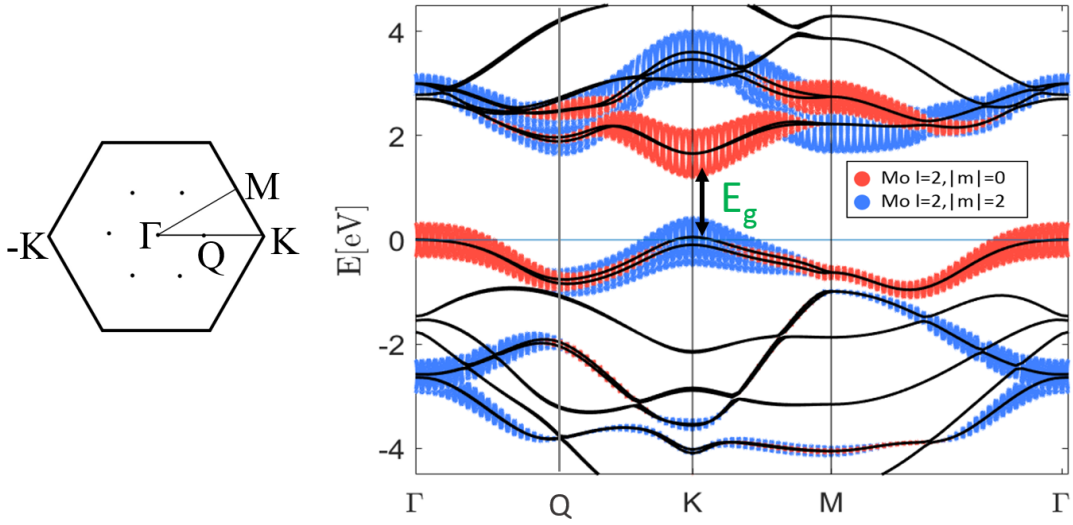 M
Γ
-K
Q
K
E[eV]
4
2
0
-2
-4
E_g
Mo l=2,|m|=0
Mo l=2,|m|=2
Γ
Q
K
M
Γ